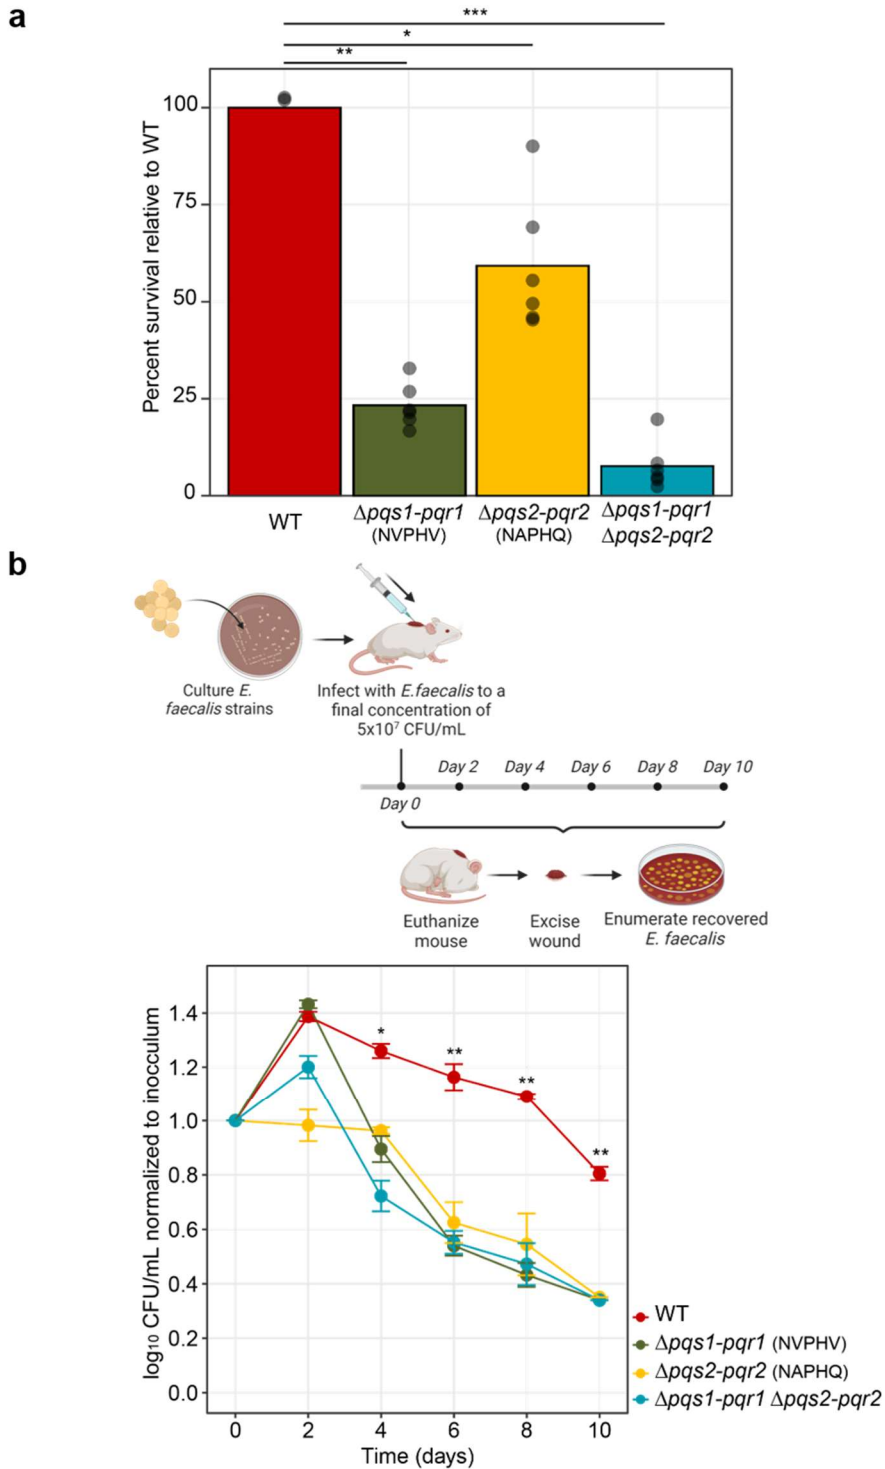 a
***
*
**
Percent survival relative to WT
100
75
50
25
0
WT
Δpqs1-pqr1
(NVPHV)
Δpqs2-pqr2
(NAPHQ)
Δpqs1-pqr1
Δpqs2-pqr2
b
Culture E.
faecalis strains
Infect with E.faecalis to a
final concentration of
5x10⁷ CFU/mL
Day 0
Day 2
Day 4
Day 6
Day 8
Day 10
Euthanize
mouse
Excise
wound
Enumerate recovered
E. faecalis
log₁₀ CFU/mL normalized to inocculum
1.4
1.2
1.0
0.8
0.6
0.4
0.2
0.0
*
**
**
**
0
2
4
6
8
10
Time (days)
WT
Δpqs1-pqr1 (NVPHV)
Δpqs2-pqr2 (NAPHQ)
Δpqs1-pqr1 Δpqs2-pqr2